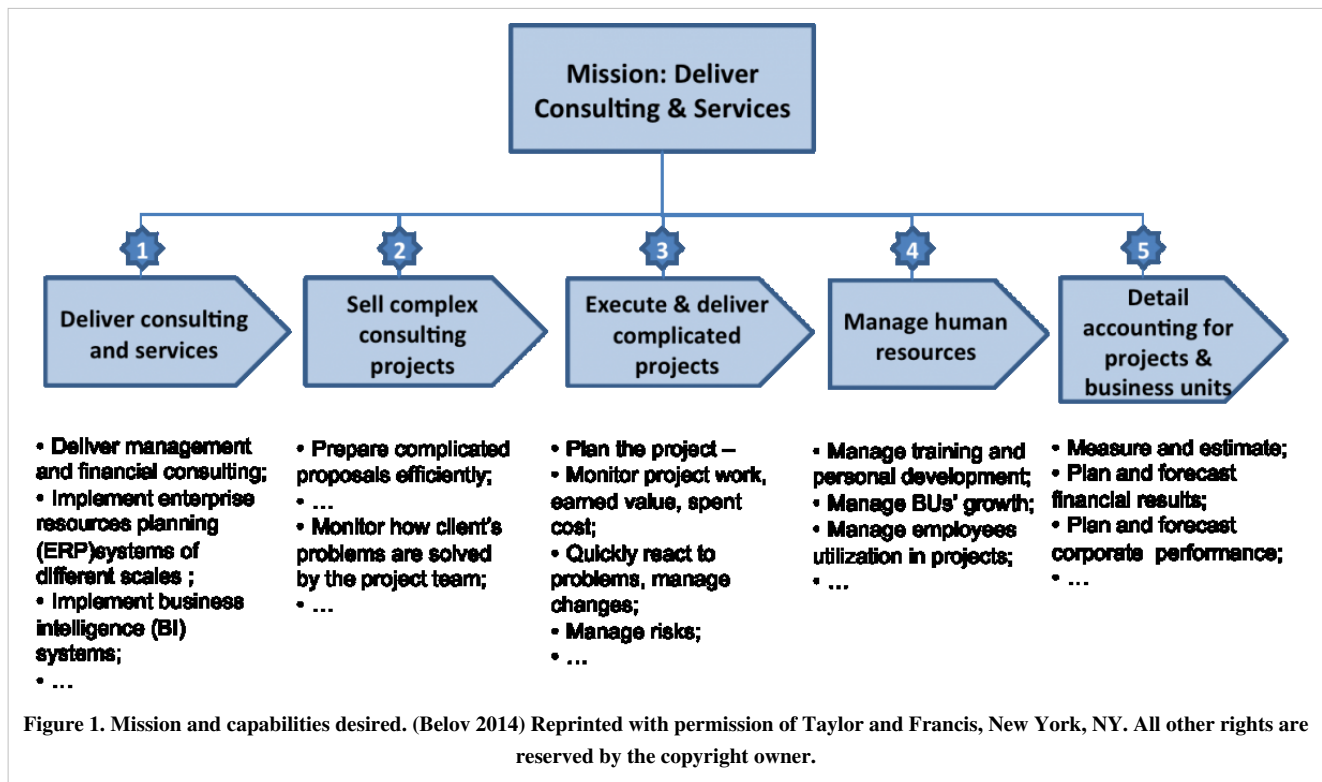 Mission: Deliver
Consulting & Services
1
Deliver consulting
and services
2
Sell complex
consulting
projects
3
Execute & deliver
complicated
projects
4
Manage human
resources
5
Detail
accounting for
projects &
business units
• Deliver management
and financial consulting;
• Implement enterprise
resources planning
(ERP)systems of
different scales ;
• Implement business
intelligence (BI)
systems;
• ...
• Prepare complicated
proposals efficiently;
• ...
• Monitor how client's
problems are solved
by the project team;
• ...
• Plan the project –
• Monitor project work,
earned value, spent
cost;
• Quickly react to
problems, manage
changes;
• Manage risks;
• ...
• Manage training and
personal development;
• Manage BUs' growth;
• Manage employees
utilization in projects;
• ...
• Measure and estimate;
• Plan and forecast
financial results;
• Plan and forecast
corporate performance;
• ...
Figure 1. Mission and capabilities desired. (Belov 2014) Reprinted with permission of Taylor and Francis, New York, NY. All other rights are
reserved by the copyright owner.